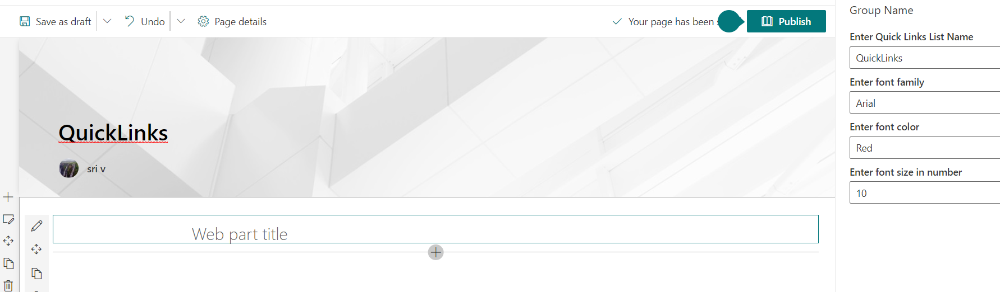 Save as draft
Undo
Page details
Your page has been
Publish
QuickLinks
sri v
Web part title
Group Name
Enter Quick Links List Name
QuickLinks
Enter font family
Arial
Enter font color
Red
Enter font size in number
10